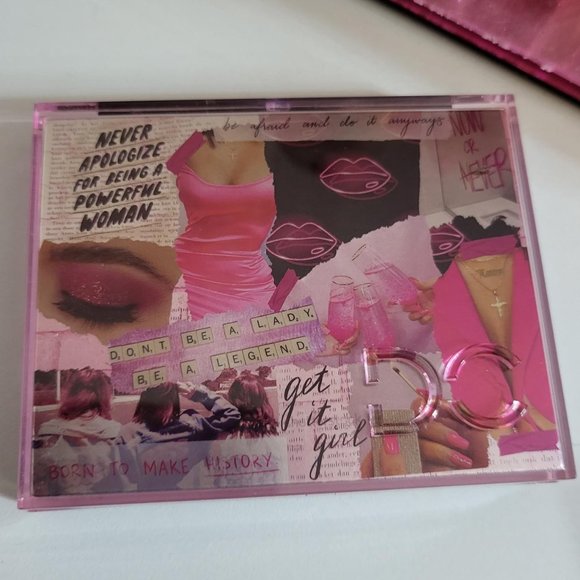 be afraid and do it anyways
NEVER
APOLOGIZE
FOR BEING A
POWERFUL
WOMAN
NOW
OR
NEVER
DONT BE A LADY,
BE A LEGEND.
get
it
girl
BORN TO MAKE HISTORY